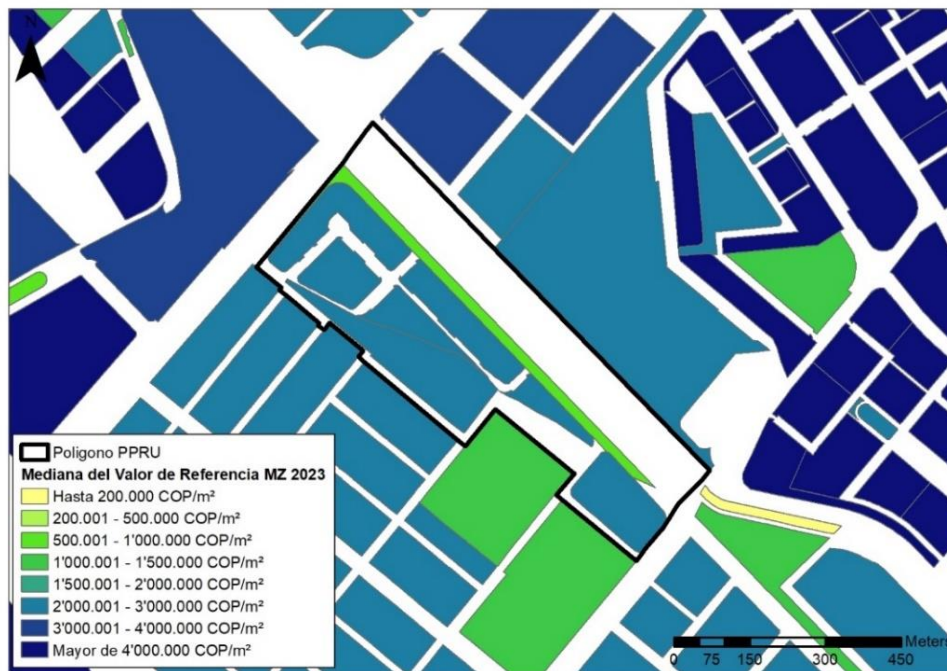 N
Poligono PPRU
Mediana del Valor de Referencia MZ 2023
Hasta 200.000 COP/m²
200.001 - 500.000 COP/m²
500.001 - 1'000.000 COP/m²
1'000.001 - 1'500.000 COP/m²
1'500.001 - 2'000.000 COP/m²
2'000.001 - 3'000.000 COP/m²
3'000.001 - 4'000.000 COP/m²
Mayor de 4'000.000 COP/m²
Meters
0 75 150 300 450